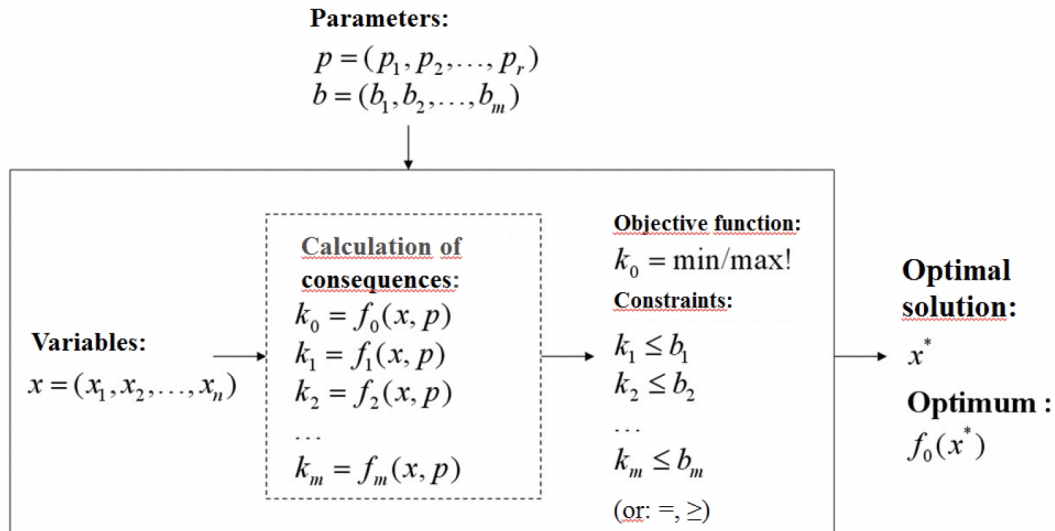 Parameters:
p = (p₁, p₂, ..., pᵣ)
b = (b₁, b₂, ..., bₘ)
Variables:
x = (x₁, x₂, ..., xₙ)
Calculation of
consequences:
k₀ = f₀(x, p)
k₁ = f₁(x, p)
k₂ = f₂(x, p)
...
kₘ = fₘ(x, p)
Objective function:
k₀ = min/max!
Constraints:
k₁ ≤ b₁
k₂ ≤ b₂
...
kₘ ≤ bₘ
(or: =, ≥)
Optimal
solution:
x*
Optimum :
f₀(x*)